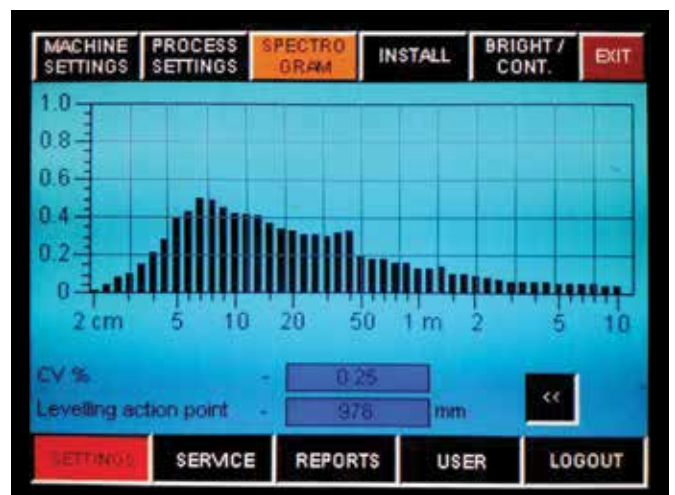 MACHINE SETTINGS PROCESS SETTINGS SPECTRO GRAM INSTALL BRIGHT / CONT. EXIT
1.0
0.8
0.6
0.4
0.2
0
2 cm 5 10 20 50 1 m 2 5 10
CV % - 0.25
Levelling action point - 978 mm <<
SETTINGS SERVICE REPORTS USER LOGOUT